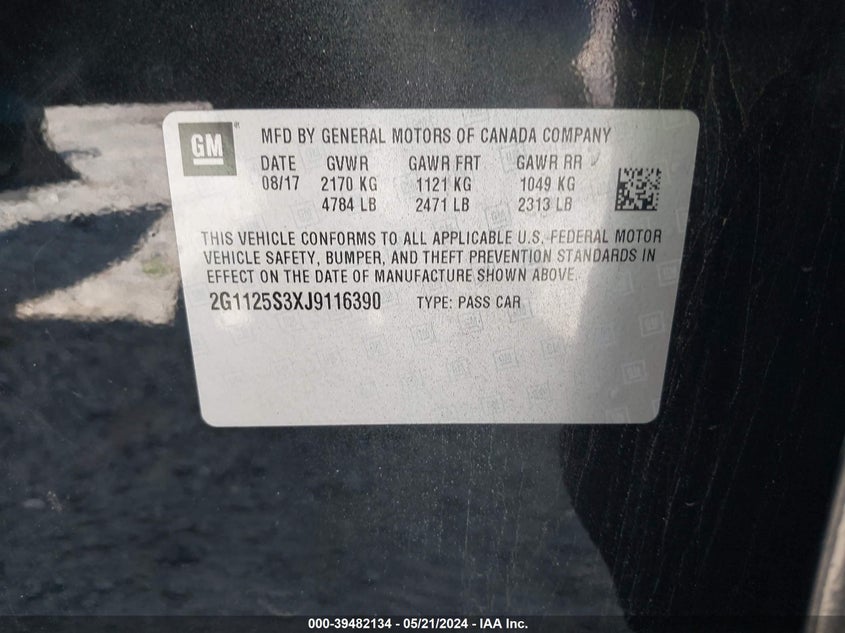 GM
MFD BY GENERAL MOTORS OF CANADA COMPANY
DATE GVWR GAWR FRT GAWR RR
08/17 2170 KG 1121 KG 1049 KG
4784 LB 2471 LB 2313 LB
THIS VEHICLE CONFORMS TO ALL APPLICABLE U.S. FEDERAL MOTOR
VEHICLE SAFETY, BUMPER, AND THEFT PREVENTION STANDARDS IN
EFFECT ON THE DATE OF MANUFACTURE SHOWN ABOVE.
2G1125S3XJ9116390 TYPE: PASS CAR
000-39482134 - 05/21/2024 - IAA Inc.